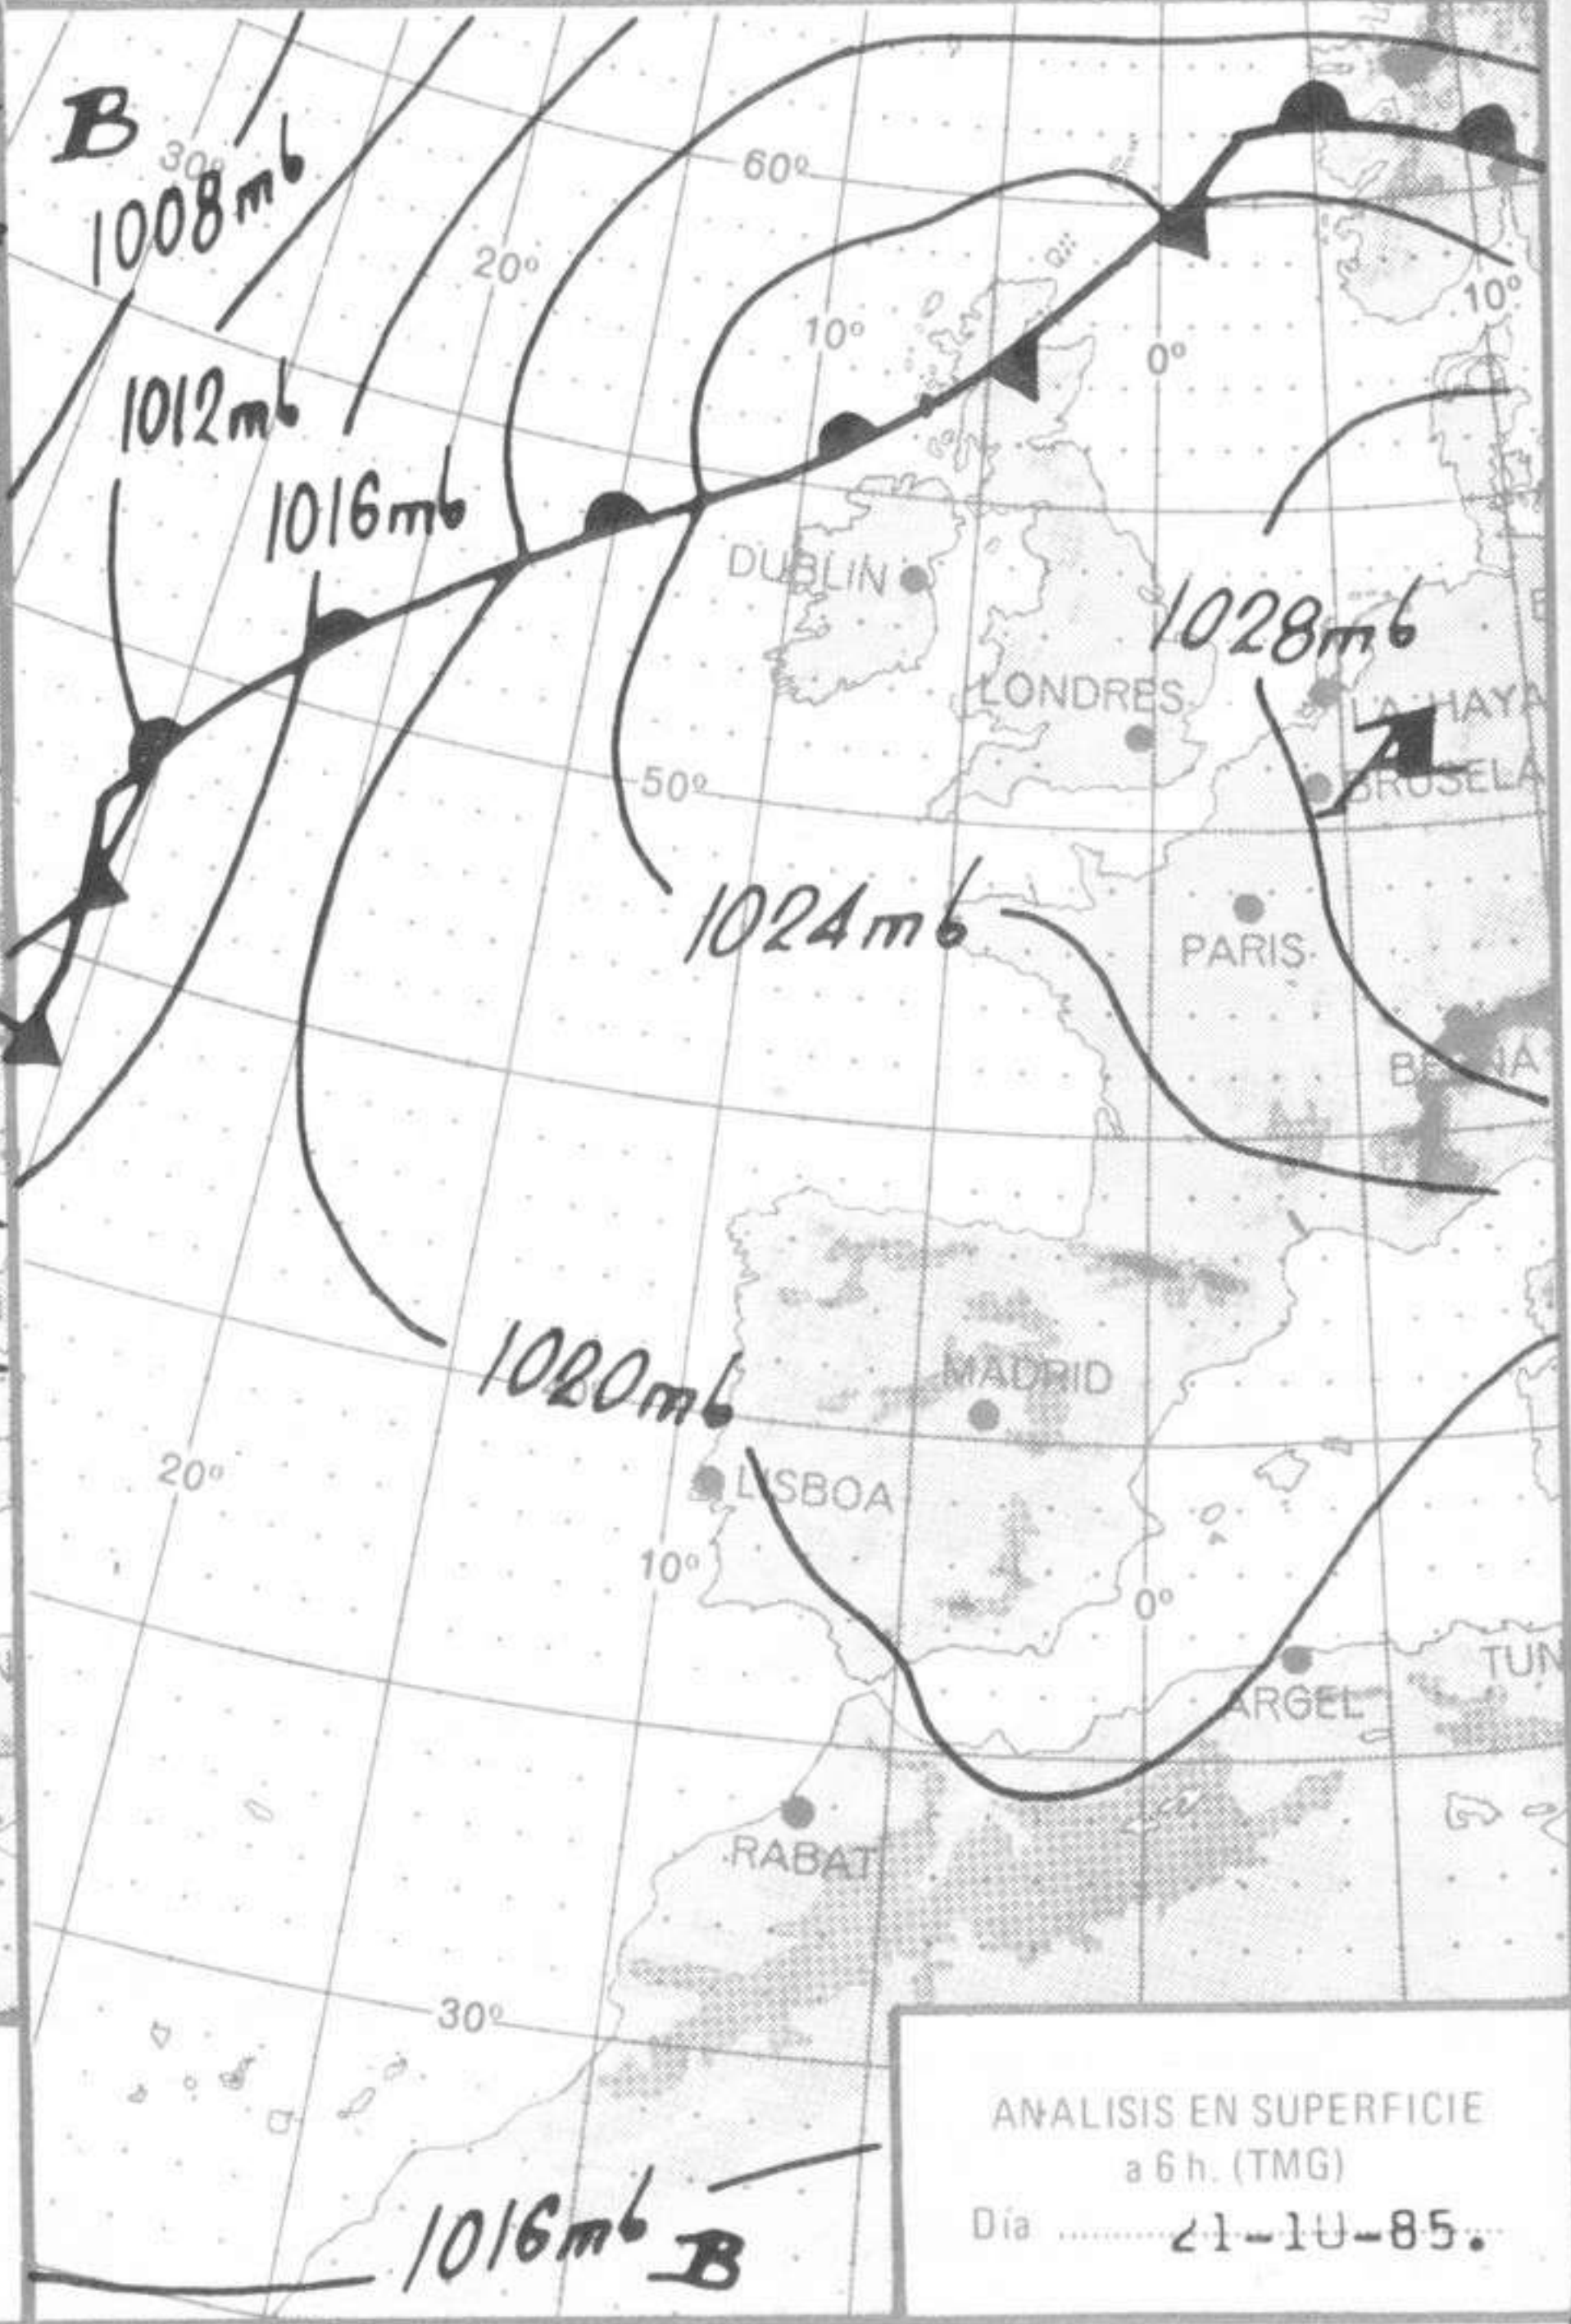 B
30º
1008mb
60º
20º
10º
10º
0º
1012mb
1016mb
DUBLIN
1028mb
LONDRES
LA HAYA
A
50º
BRUSELA
1024mb
PARIS
BERNA
1020mb
MADRID
20º
LISBOA
10º
0º
TUN
ARGEL
RABAT
30º
ANALISIS EN SUPERFICIE
a 6 h. (TMG)
Día 21-10-85.
1016mb
B